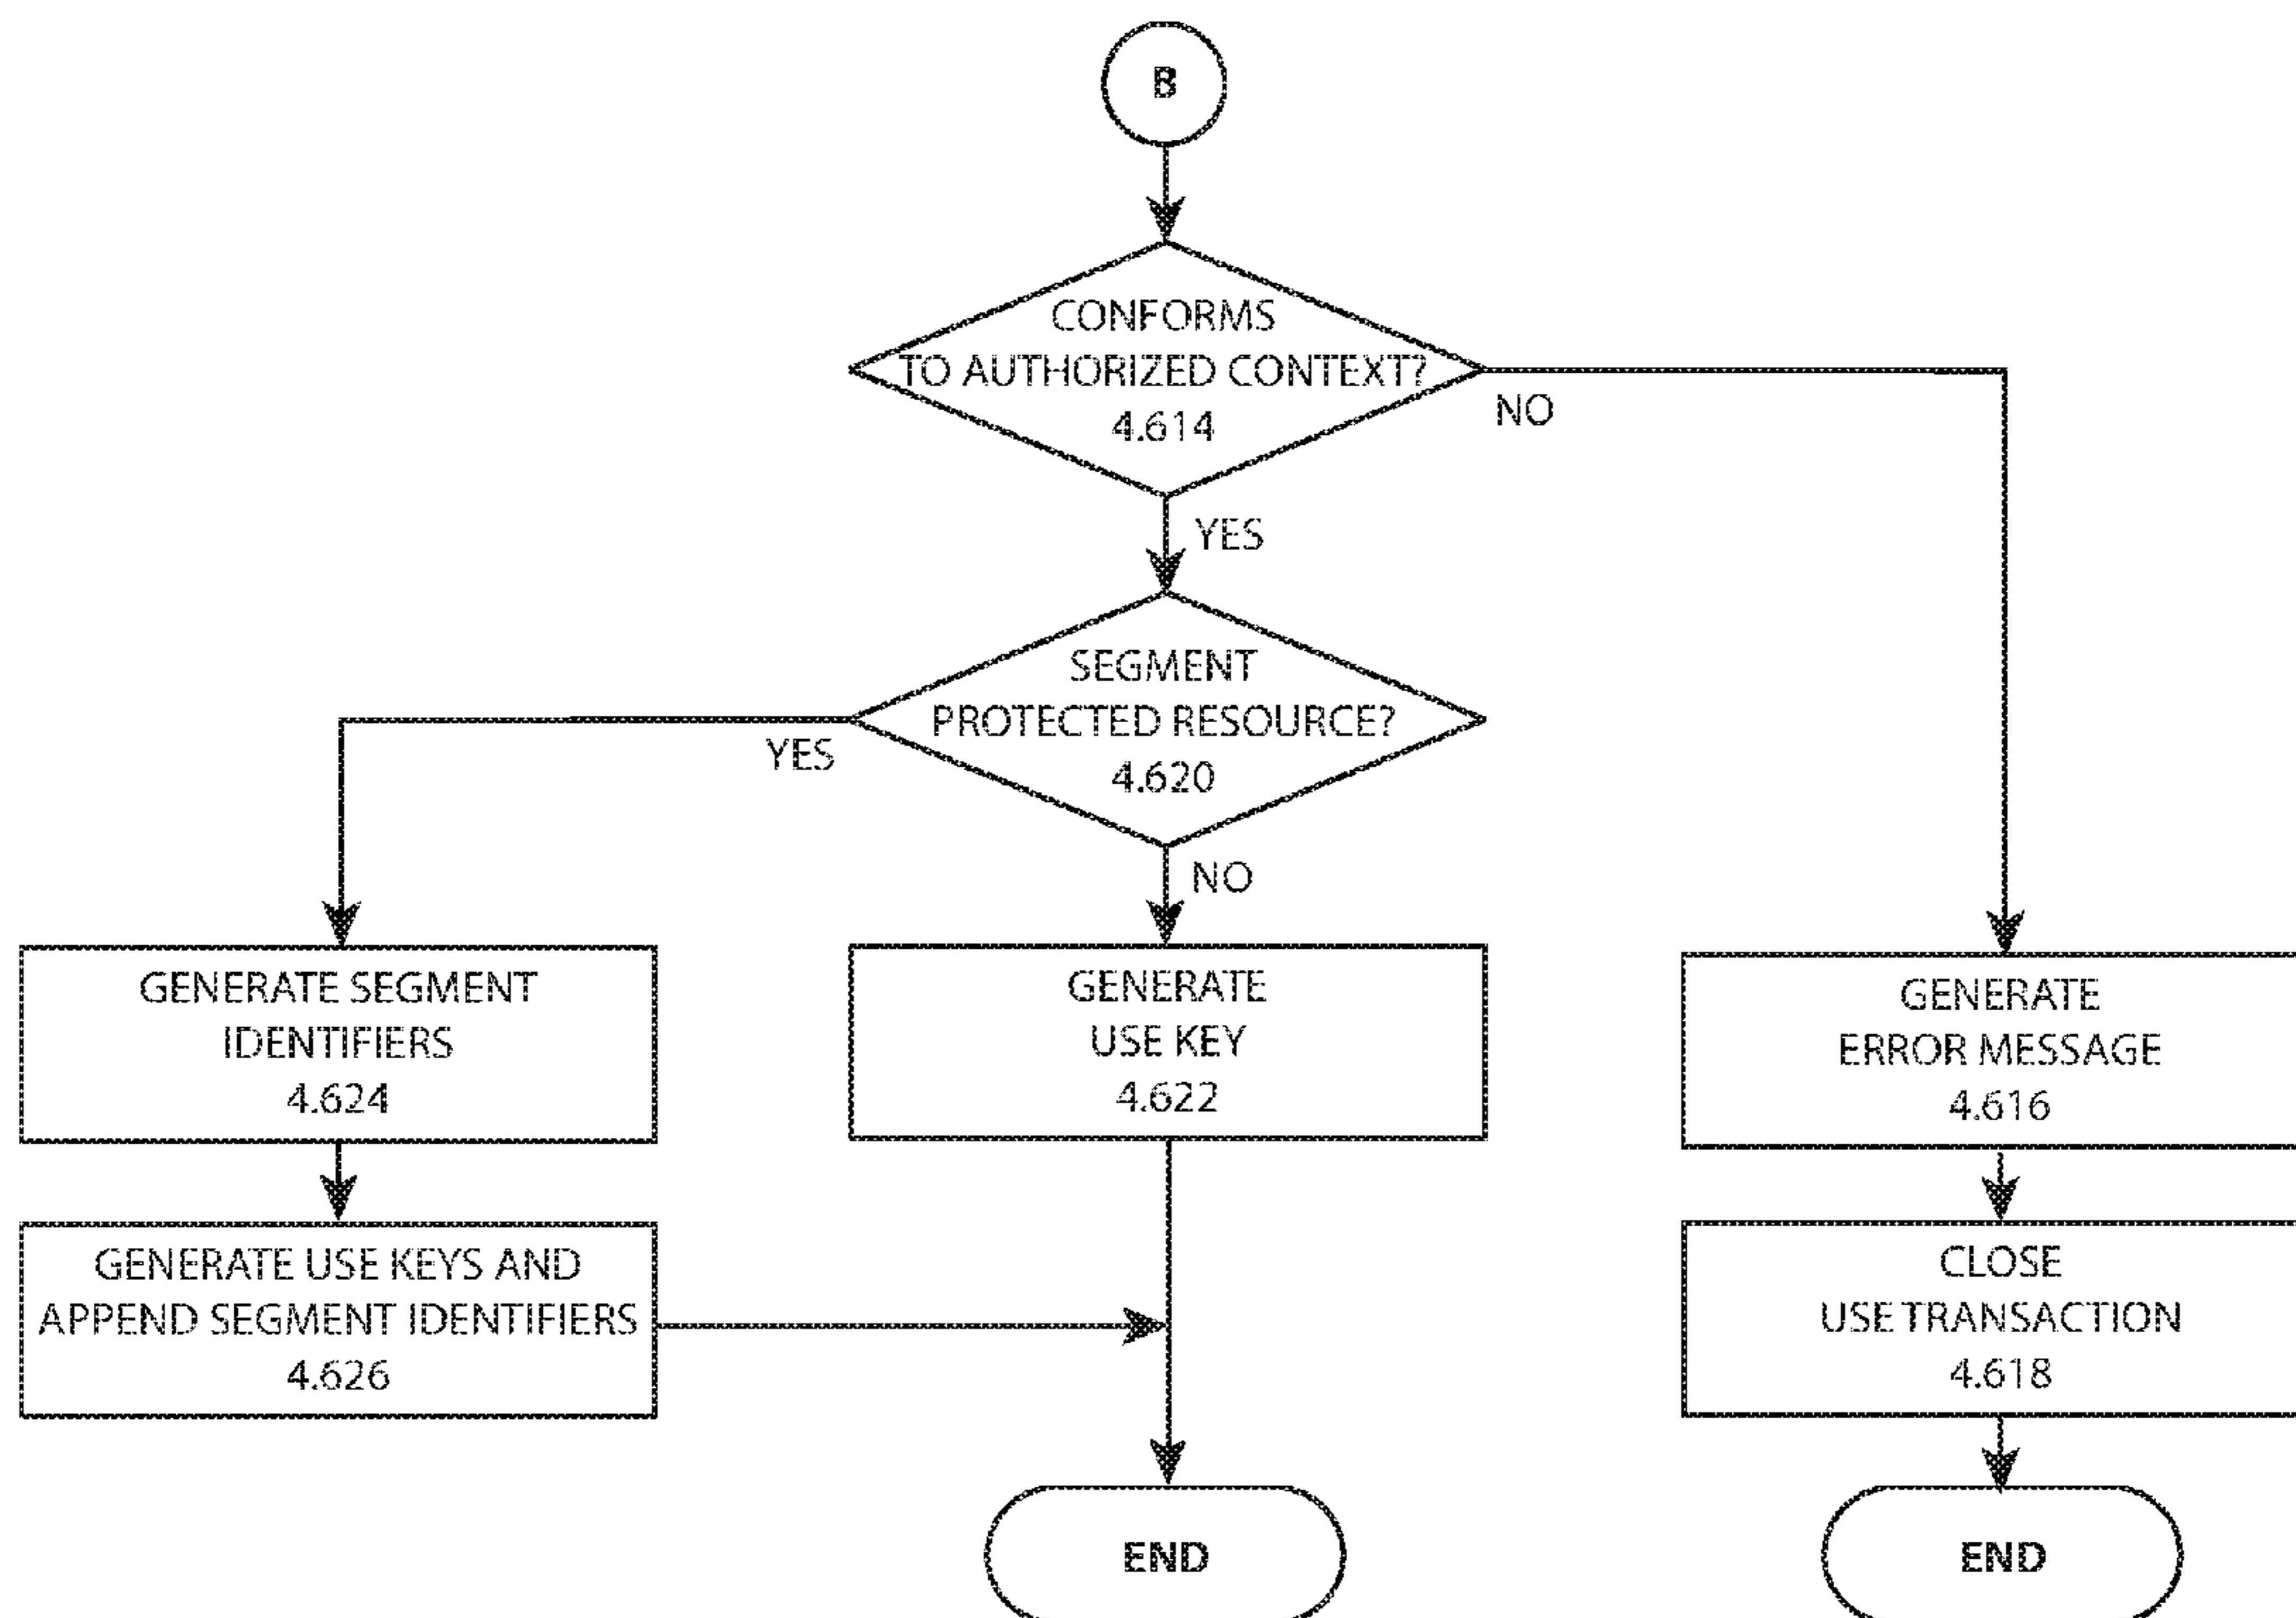 B
CONFORMS
TO AUTHORIZED CONTEXT?
4.614
NO
YES
SEGMENT
PROTECTED RESOURCE?
4.620
YES
NO
GENERATE SEGMENT
IDENTIFIERS
4.624
GENERATE
USE KEY
4.622
GENERATE
ERROR MESSAGE
4.616
GENERATE USE KEYS AND
APPEND SEGMENT IDENTIFIERS
4.626
CLOSE
USE TRANSACTION
4.618
END
END